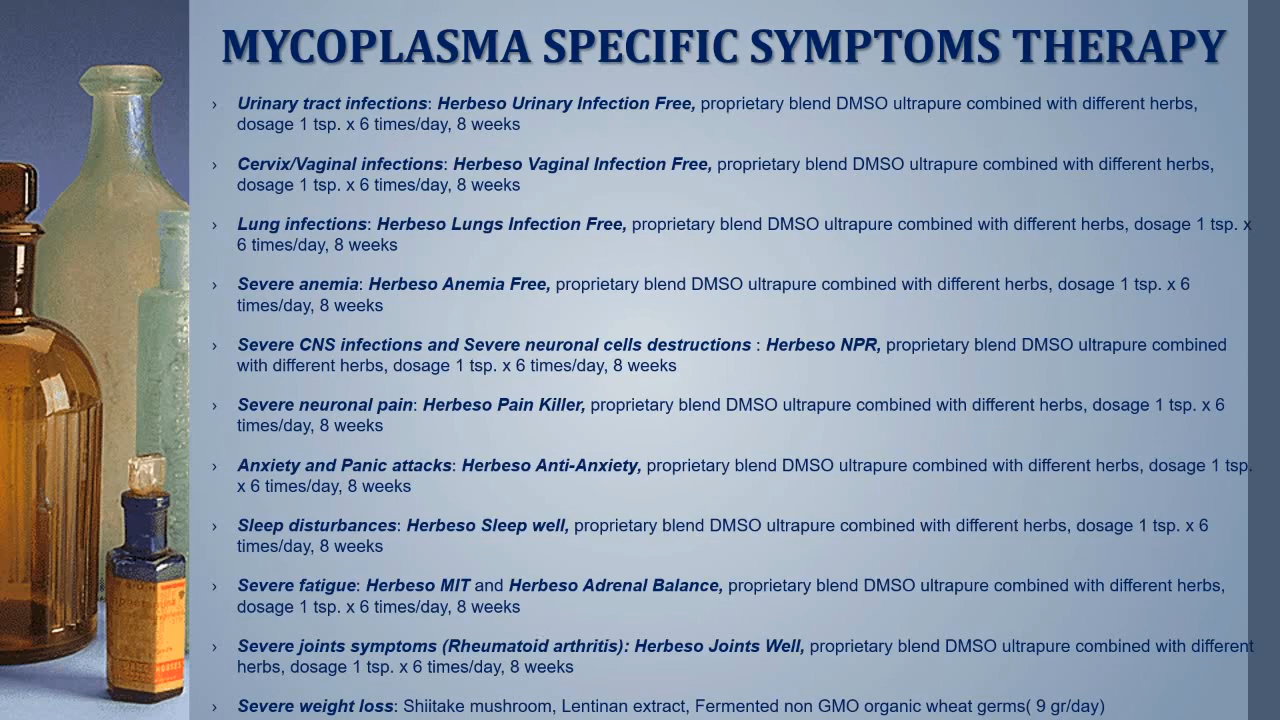 MYCOPLASMA SPECIFIC SYMPTOMS THERAPY
› Urinary tract infections: Herbeso Urinary Infection Free, proprietary blend DMSO ultrapure combined with different herbs,
dosage 1 tsp. x 6 times/day, 8 weeks
› Cervix/Vaginal infections: Herbeso Vaginal Infection Free, proprietary blend DMSO ultrapure combined with different herbs,
dosage 1 tsp. x 6 times/day, 8 weeks
› Lung infections: Herbeso Lungs Infection Free, proprietary blend DMSO ultrapure combined with different herbs, dosage 1 tsp. x
6 times/day, 8 weeks
› Severe anemia: Herbeso Anemia Free, proprietary blend DMSO ultrapure combined with different herbs, dosage 1 tsp. x 6
times/day, 8 weeks
› Severe CNS infections and Severe neuronal cells destructions : Herbeso NPR, proprietary blend DMSO ultrapure combined
with different herbs, dosage 1 tsp. x 6 times/day, 8 weeks
› Severe neuronal pain: Herbeso Pain Killer, proprietary blend DMSO ultrapure combined with different herbs, dosage 1 tsp. x 6
times/day, 8 weeks
› Anxiety and Panic attacks: Herbeso Anti-Anxiety, proprietary blend DMSO ultrapure combined with different herbs, dosage 1 tsp.
x 6 times/day, 8 weeks
› Sleep disturbances: Herbeso Sleep well, proprietary blend DMSO ultrapure combined with different herbs, dosage 1 tsp. x 6
times/day, 8 weeks
› Severe fatigue: Herbeso MIT and Herbeso Adrenal Balance, proprietary blend DMSO ultrapure combined with different herbs,
dosage 1 tsp. x 6 times/day, 8 weeks
› Severe joints symptoms (Rheumatoid arthritis): Herbeso Joints Well, proprietary blend DMSO ultrapure combined with different
herbs, dosage 1 tsp. x 6 times/day, 8 weeks
› Severe weight loss: Shiitake mushroom, Lentinan extract, Fermented non GMO organic wheat germs( 9 gr/day)